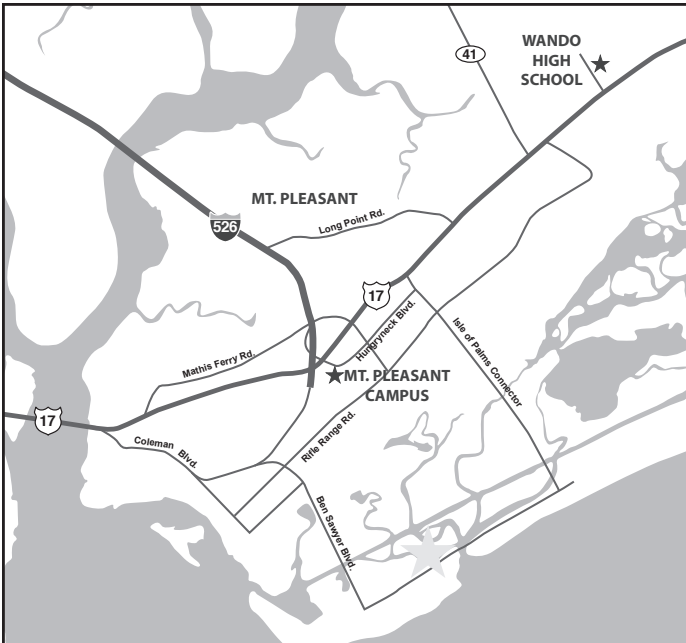 WANDO
HIGH
SCHOOL
41
MT. PLEASANT
Long Point Rd.
526
17
Hungryneck Blvd.
Isle of Palms Connector
Mathis Ferry Rd.
MT. PLEASANT
CAMPUS
17
Coleman Blvd.
Rifle Range Rd.
Ben Sawyer Blvd.